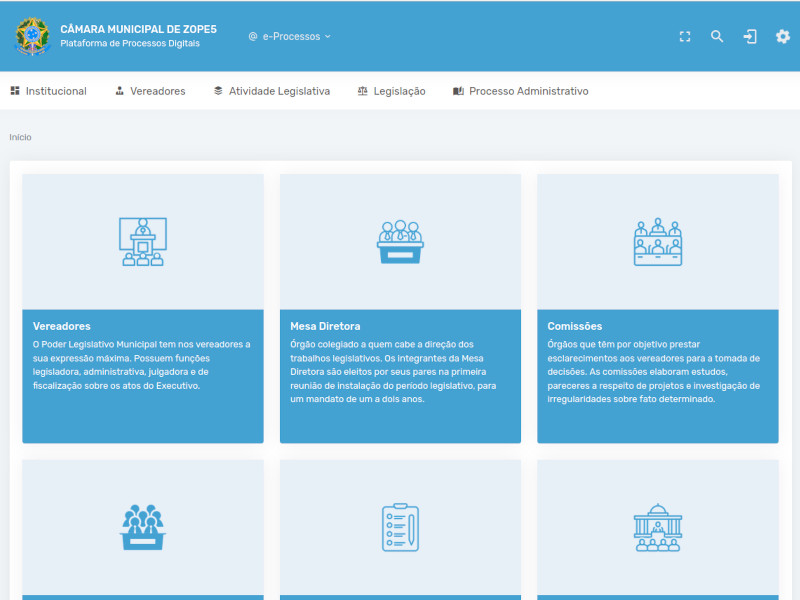 CÂMARA MUNICIPAL DE ZOPE5
Plataforma de Processos Digitais
e-Processos
Institucional
Vereadores
Atividade Legislativa
Legislação
Processo Administrativo
Início
Vereadores
O Poder Legislativo Municipal tem nos vereadores a
sua expressão máxima. Possuem funções
legisladora, administrativa, julgadora e de
fiscalização sobre os atos do Executivo.
Mesa Diretora
Órgão colegiado a quem cabe a direção dos
trabalhos legislativos. Os integrantes da Mesa
Diretora são eleitos por seus pares na primeira
reunião de instalação do período legislativo, para
um mandato de um a dois anos.
Comissões
Órgãos que têm por objetivo prestar
esclarecimentos aos vereadores para a tomada de
decisões. As comissões elaboram estudos,
pareceres a respeito de projetos e investigação de
irregularidades sobre fato determinado.